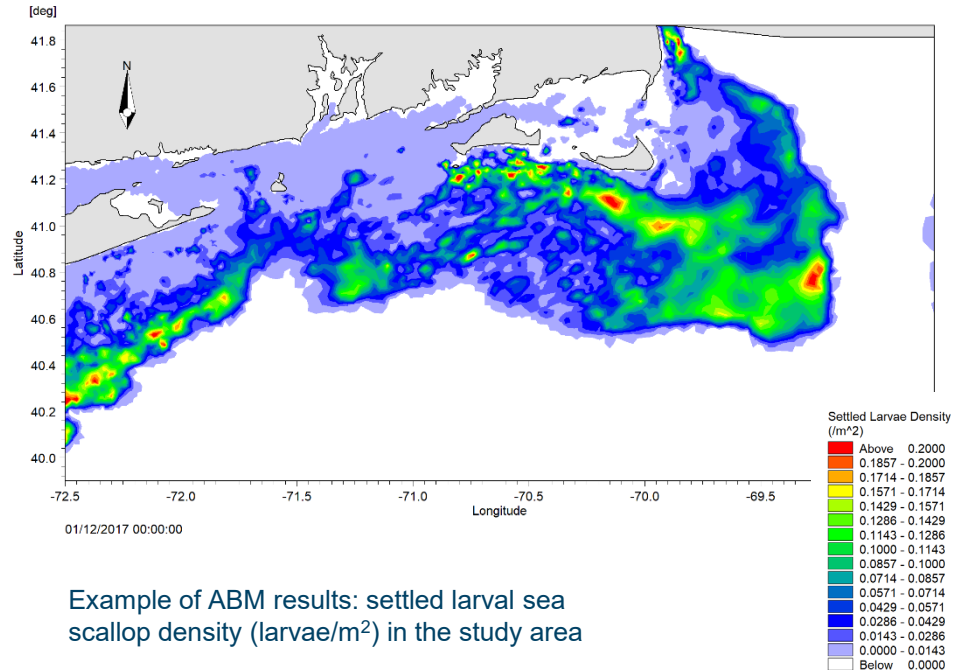 [deg]
41.8
41.6
41.4
41.2
41.0
40.8
40.6
40.4
40.2
40.0
Latitude
N
-72.5 -72.0 -71.5 -71.0 -70.5 -70.0 -69.5
Longitude
01/12/2017 00:00:00
Settled Larvae Density
(/m^2)
Above 0.2000
0.1857 - 0.2000
0.1714 - 0.1857
0.1571 - 0.1714
0.1429 - 0.1571
0.1286 - 0.1429
0.1143 - 0.1286
0.1000 - 0.1143
0.0857 - 0.1000
0.0714 - 0.0857
0.0571 - 0.0714
0.0429 - 0.0571
0.0286 - 0.0429
0.0143 - 0.0286
0.0000 - 0.0143
Below 0.0000
Example of ABM results: settled larval sea
scallop density (larvae/m²) in the study area